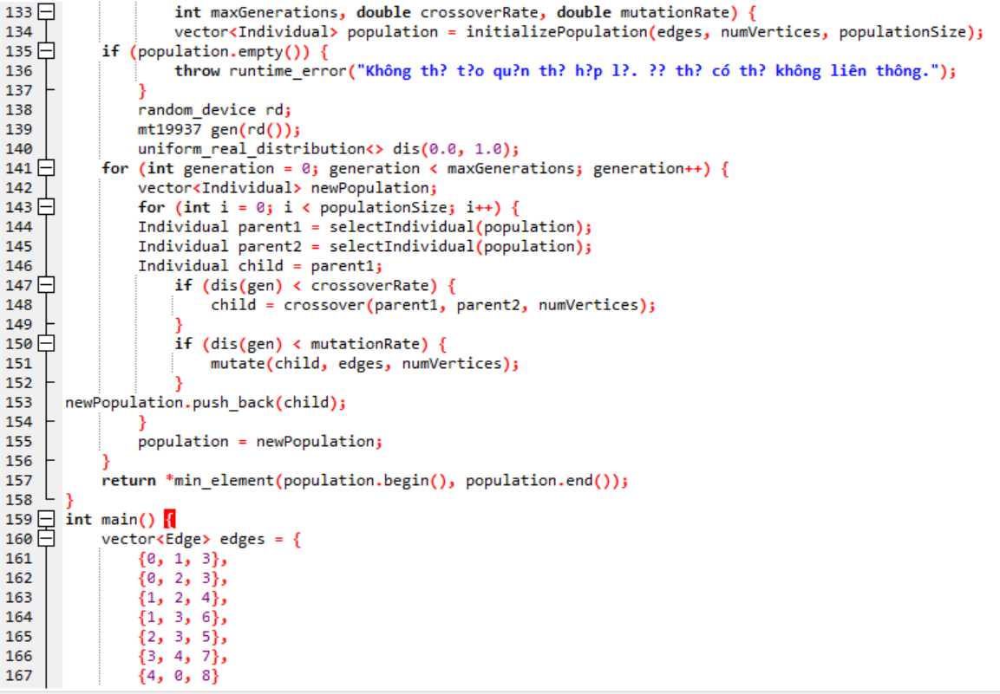 133 int maxGenerations, double crossoverRate, double mutationRate) {
134 vector<Individual> population = initializePopulation(edges, numVertices, populationSize);
135 if (population.empty()) {
136 throw runtime_error("Không th? t?o qu?n th? h?p l?. ?? th? có th? không liên thông.");
137 }
138 random_device rd;
139 mt19937 gen(rd());
140 uniform_real_distribution<> dis(0.0, 1.0);
141 for (int generation = 0; generation < maxGenerations; generation++) {
142 vector<Individual> newPopulation;
143 for (int i = 0; i < populationSize; i++) {
144 Individual parent1 = selectIndividual(population);
145 Individual parent2 = selectIndividual(population);
146 Individual child = parent1;
147 if (dis(gen) < crossoverRate) {
148 child = crossover(parent1, parent2, numVertices);
149 }
150 if (dis(gen) < mutationRate) {
151 mutate(child, edges, numVertices);
152 }
153 newPopulation.push_back(child);
154 }
155 population = newPopulation;
156 }
157 return *min_element(population.begin(), population.end());
158 }
159 int main() {
160 vector<Edge> edges = {
161 {0, 1, 3},
162 {0, 2, 3},
163 {1, 2, 4},
164 {1, 3, 6},
165 {2, 3, 5},
166 {3, 4, 7},
167 {4, 0, 8}